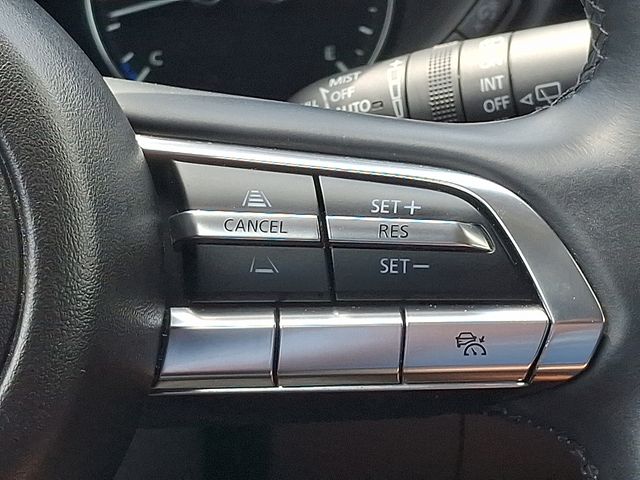 C
E
MIST
OFF
AUTO
INT
OFF
CANCEL
SET+
RES
SET−